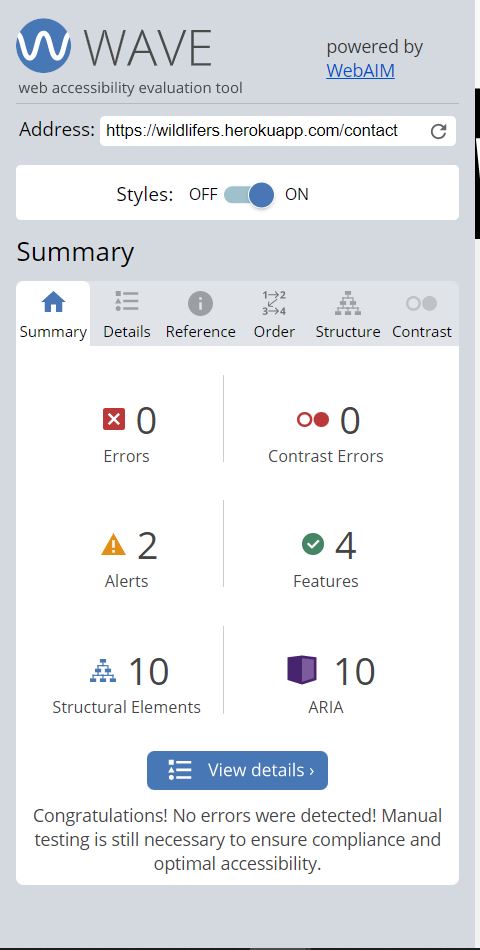 WAVE
powered by
WebAIM
web accessibility evaluation tool
Address: https://wildlifers.herokuapp.com/contact
Styles: OFF ON
Summary
Summary Details Reference Order Structure Contrast
0 0
Errors Contrast Errors
2 4
Alerts Features
10 10
Structural Elements ARIA
View details ›
Congratulations! No errors were detected! Manual
testing is still necessary to ensure compliance and
optimal accessibility.